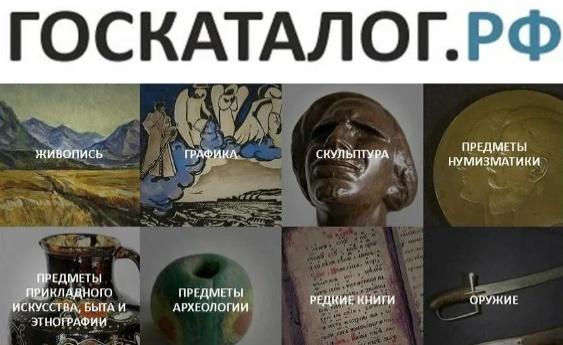 ГОСКАТАЛОГ.РФ
ЖИВОПИСЬ
ГРАФИКА
СКУЛЬПТУРА
ПРЕДМЕТЫ
НУМИЗМАТИКИ
ПРЕДМЕТЫ
ПРИКЛАДНОГО
ИСКУССТВА, БЫТА И
ЭТНОГРАФИИ
ПРЕДМЕТЫ
АРХЕОЛОГИИ
РЕДКИЕ КНИГИ
ОРУЖИЕ